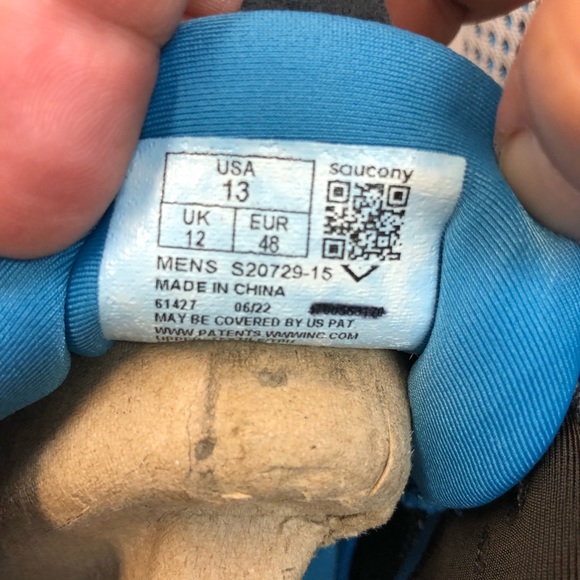 USA
13
UK EUR
12 48
saucony
MENS S20729-15
MADE IN CHINA
61427 06/22
MAY BE COVERED BY US PAT
WWW.PATENTS.WWWINC.COM